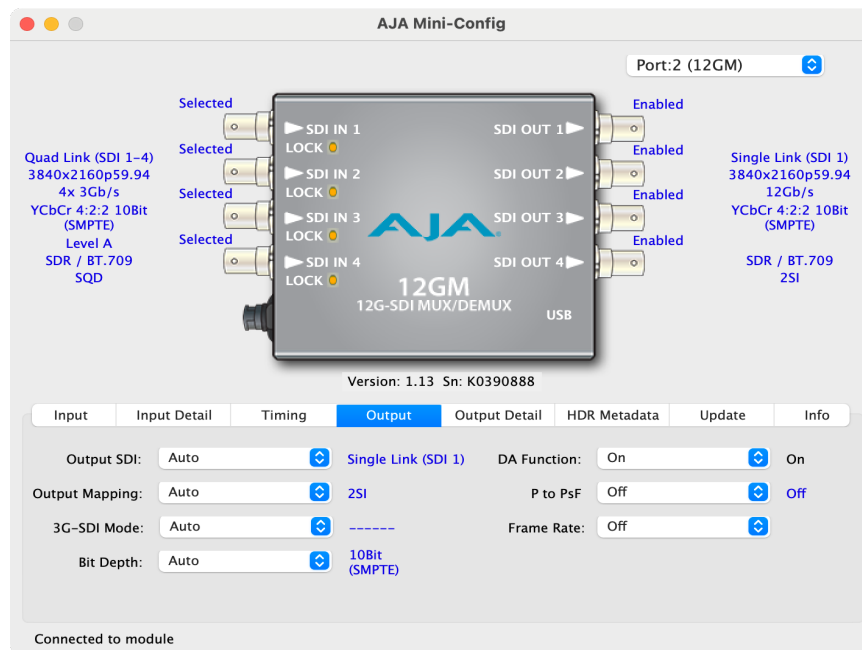 AJA Mini-Config
Port:2 (12GM)
Selected
Selected
Selected
Selected
Quad Link (SDI 1-4)
3840x2160p59.94
4x 3Gb/s
YCbCr 4:2:2 10Bit
(SMPTE)
Level A
SDR / BT.709
SQD
SDI IN 1
LOCK
SDI IN 2
LOCK
SDI IN 3
LOCK
SDI IN 4
LOCK
AJA
12GM
12G-SDI MUX/DEMUX
USB
SDI OUT 1
SDI OUT 2
SDI OUT 3
SDI OUT 4
Enabled
Enabled
Enabled
Enabled
Single Link (SDI 1)
3840x2160p59.94
12Gb/s
YCbCr 4:2:2 10Bit
(SMPTE)
SDR / BT.709
2SI
Version: 1.13 Sn: K0390888
Input Input Detail Timing Output Output Detail HDR Metadata Update Info
Output SDI: Auto Single Link (SDI 1)
Output Mapping: Auto 2SI
3G-SDI Mode: Auto ------
Bit Depth: Auto 10Bit
(SMPTE)
DA Function: On On
P to PsF Off Off
Frame Rate: Off
Connected to module